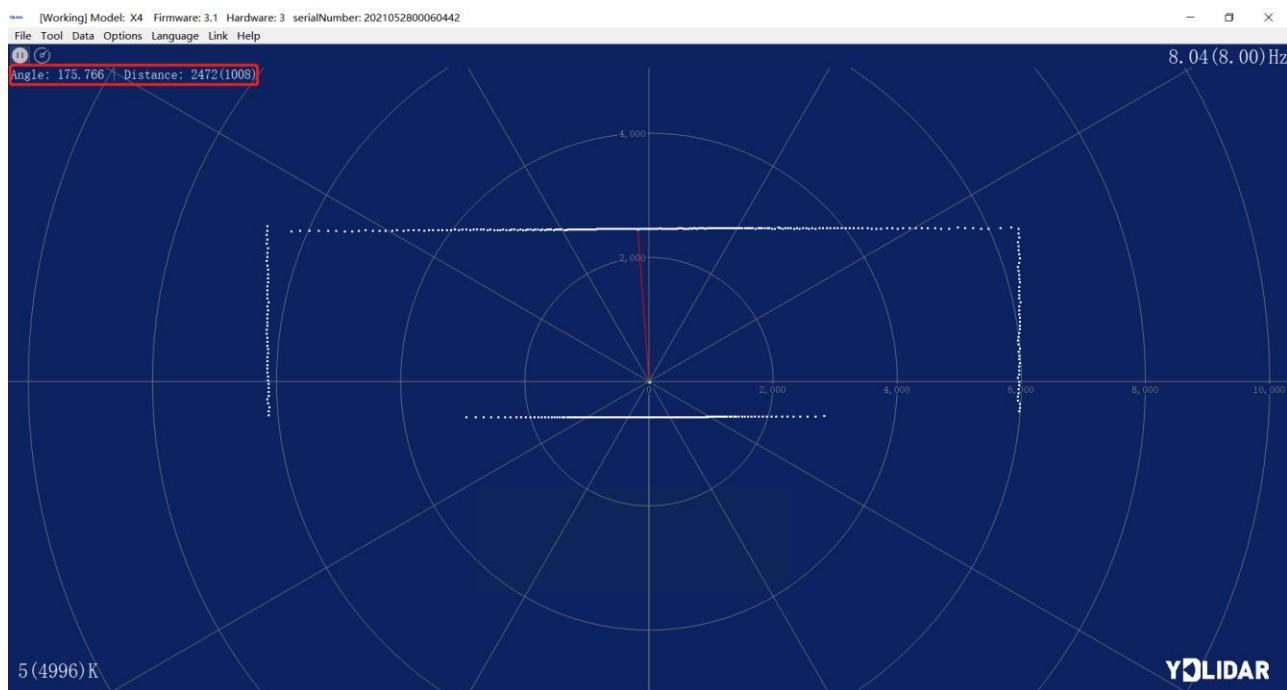 [Working] Model: X4 Firmware: 3.1 Hardware: 3 serialNumber: 2021052800060442
File Tool Data Options Language Link Help
8.04(8.00)Hz
Angle: 175.766 | Distance: 2472(1008)
4,000
2,000
0 2,000 4,000 6,000 8,000 10,000
5(4996)K
YDLIDAR